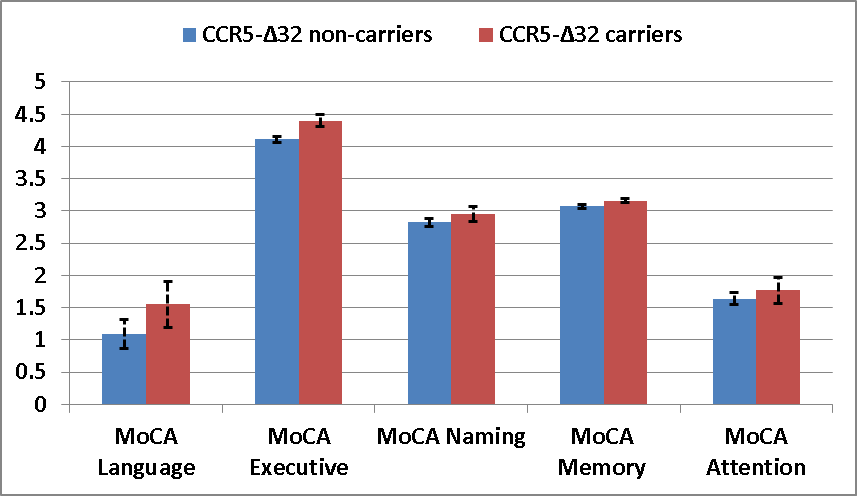 CCR5-Δ32 non-carriers CCR5-Δ32 carriers
5
4.5
4
3.5
3
2.5
2
1.5
1
0.5
0
MoCA Language
MoCA Executive
MoCA Naming
MoCA Memory
MoCA Attention